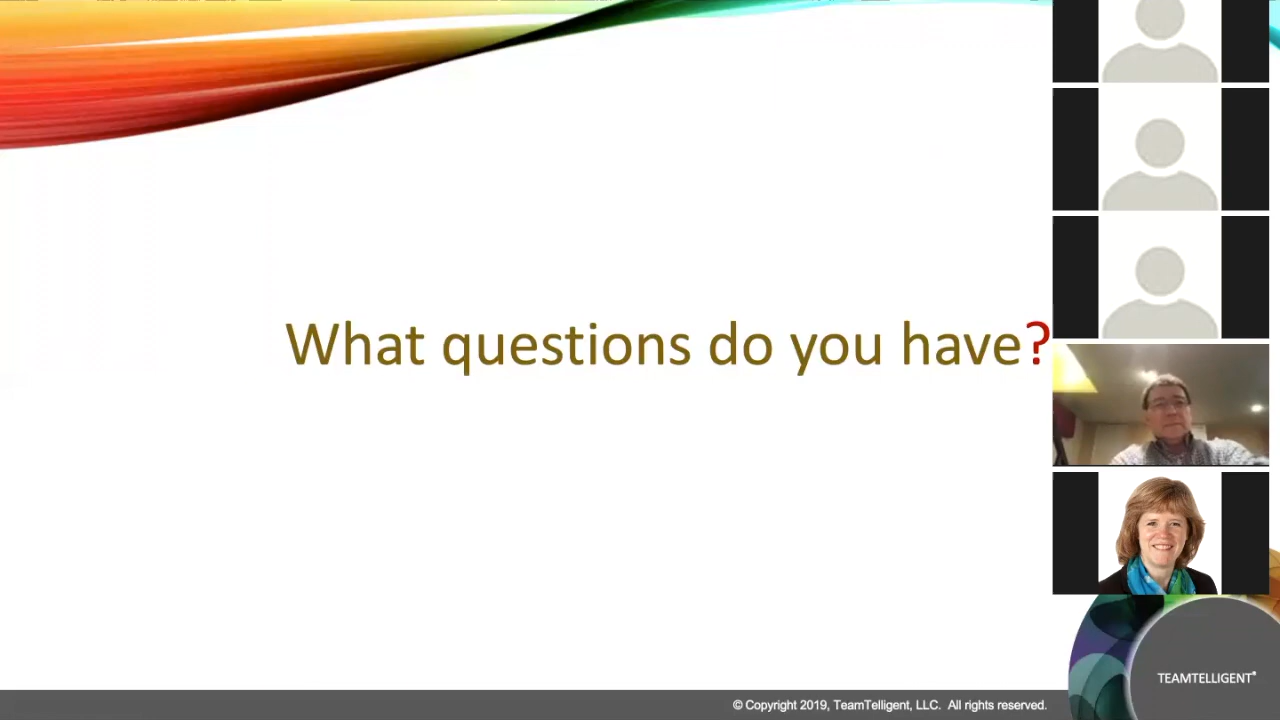 What questions do you have?
TEAMTELLIGENT®
© Copyright 2019, TeamTelligent, LLC. All rights reserved.